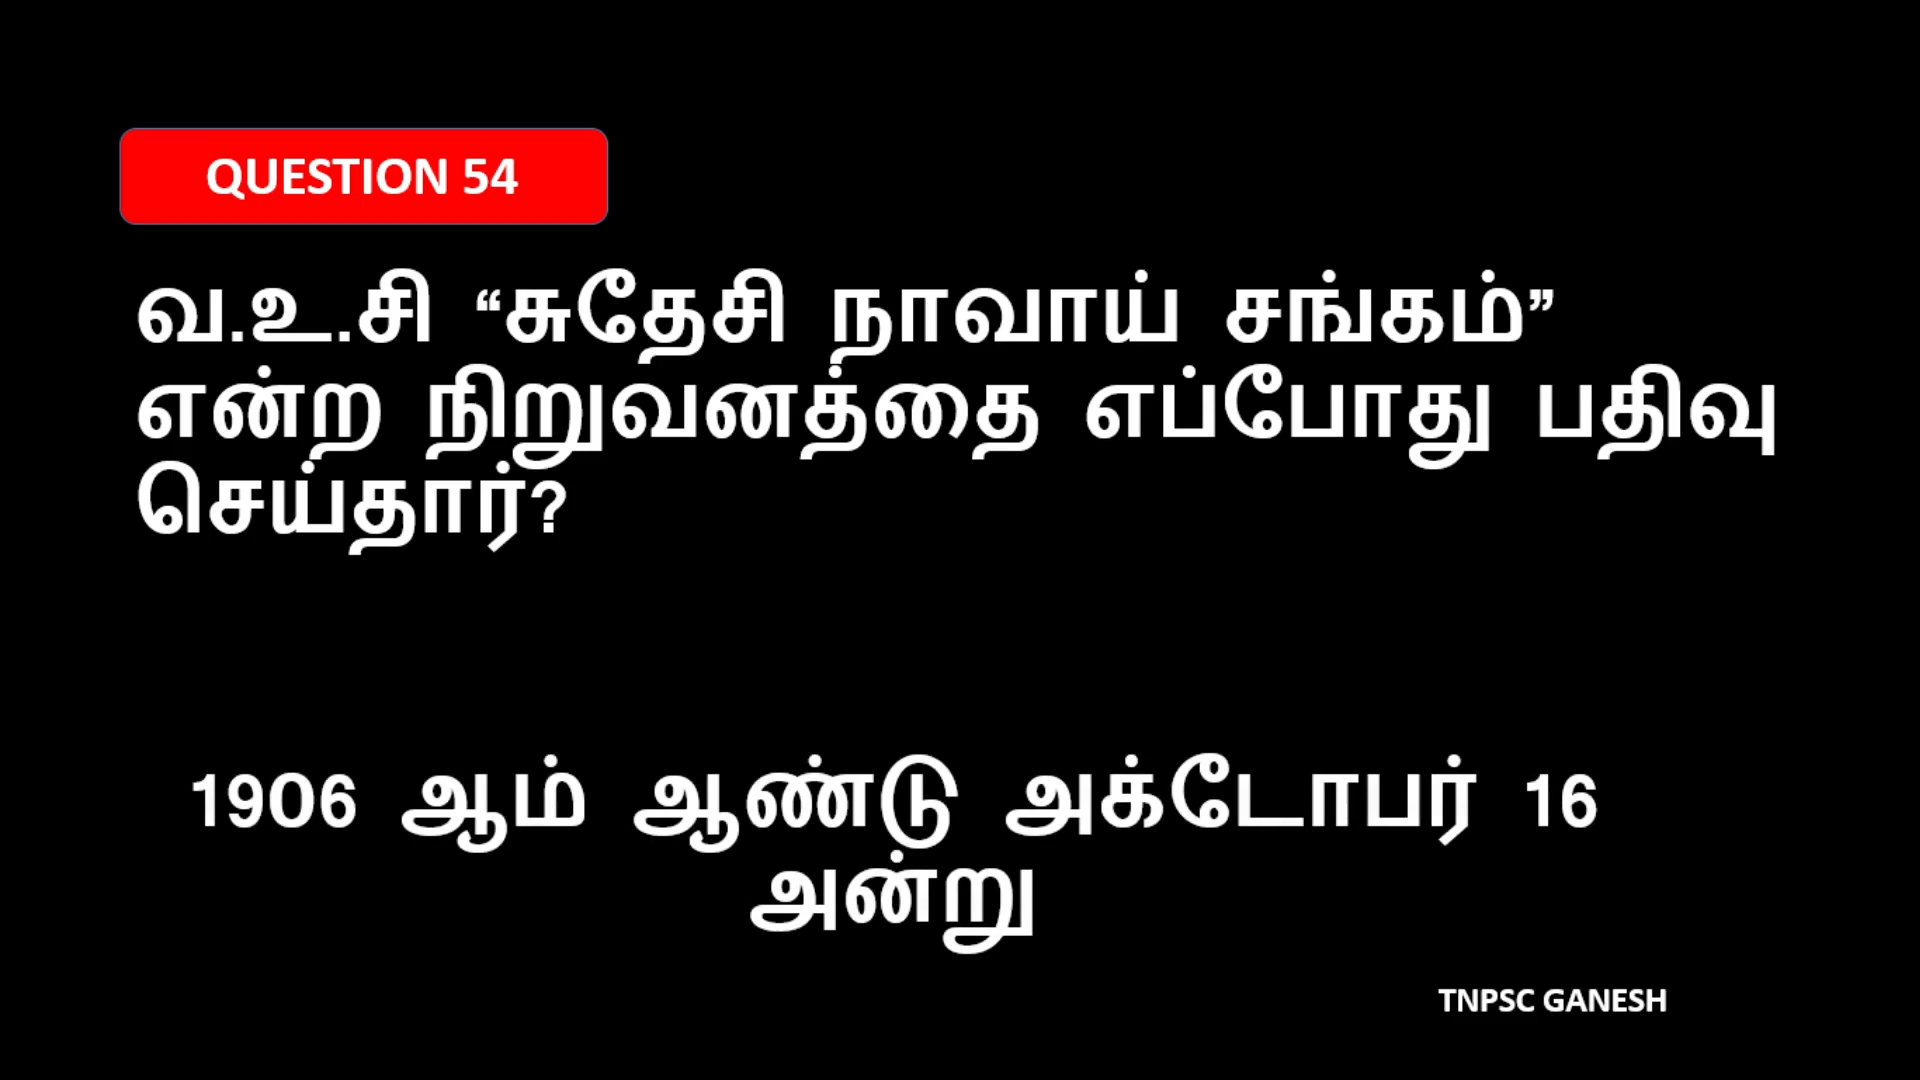 QUESTION 54
வ.உ.சி “சுதேசி நாவாய் சங்கம்”
என்ற நிறுவனத்தை எப்போது பதிவு
செய்தார்?
1906 ஆம் ஆண்டு அக்டோபர் 16
அன்று
TNPSC GANESH